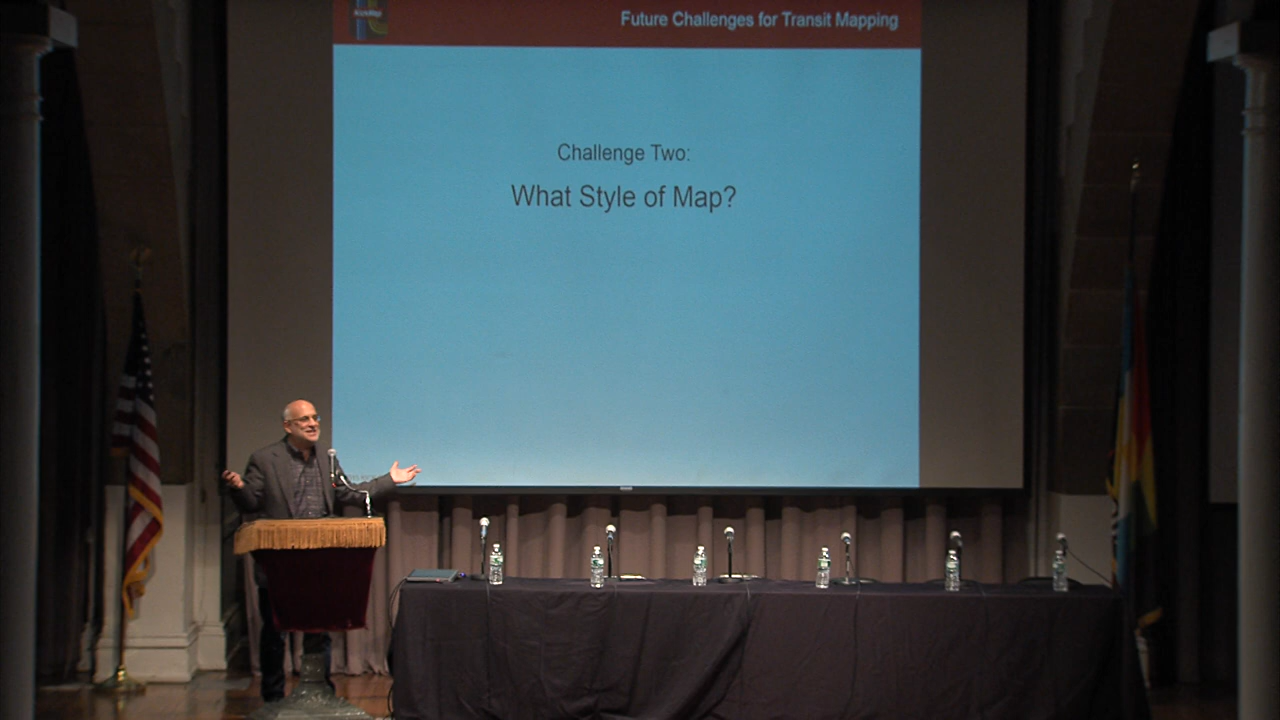 Future Challenges for Transit Mapping
Challenge Two:
What Style of Map?